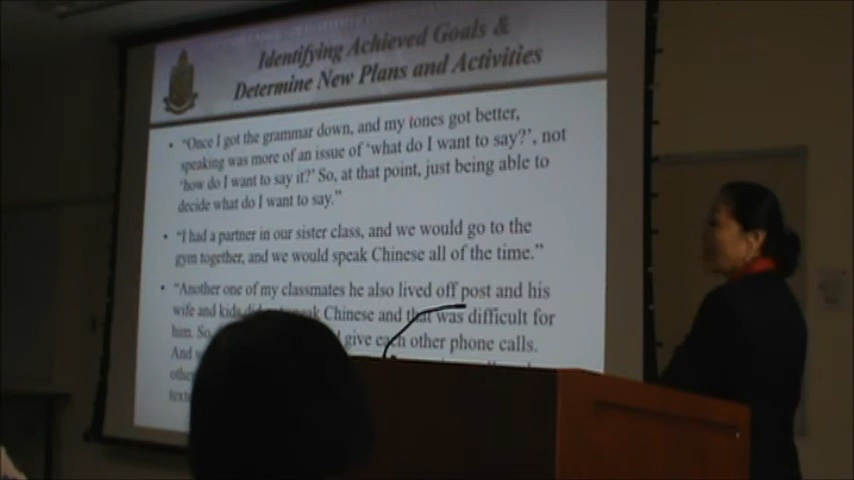 Identifying Achieved Goals &
Determine New Plans and Activities
• "Once I got the grammar down, and my tones got better,
speaking was more of an issue of 'what do I want to say?', not
'how do I want to say it?' So, at that point, just being able to
decide what do I want to say."
• "I had a partner in our sister class, and we would go to the
gym together, and we would speak Chinese all of the time."
• "Another one of my classmates he also lived off post and his
wife and kids Chinese and that was difficult for
him. So give each other phone calls.
And